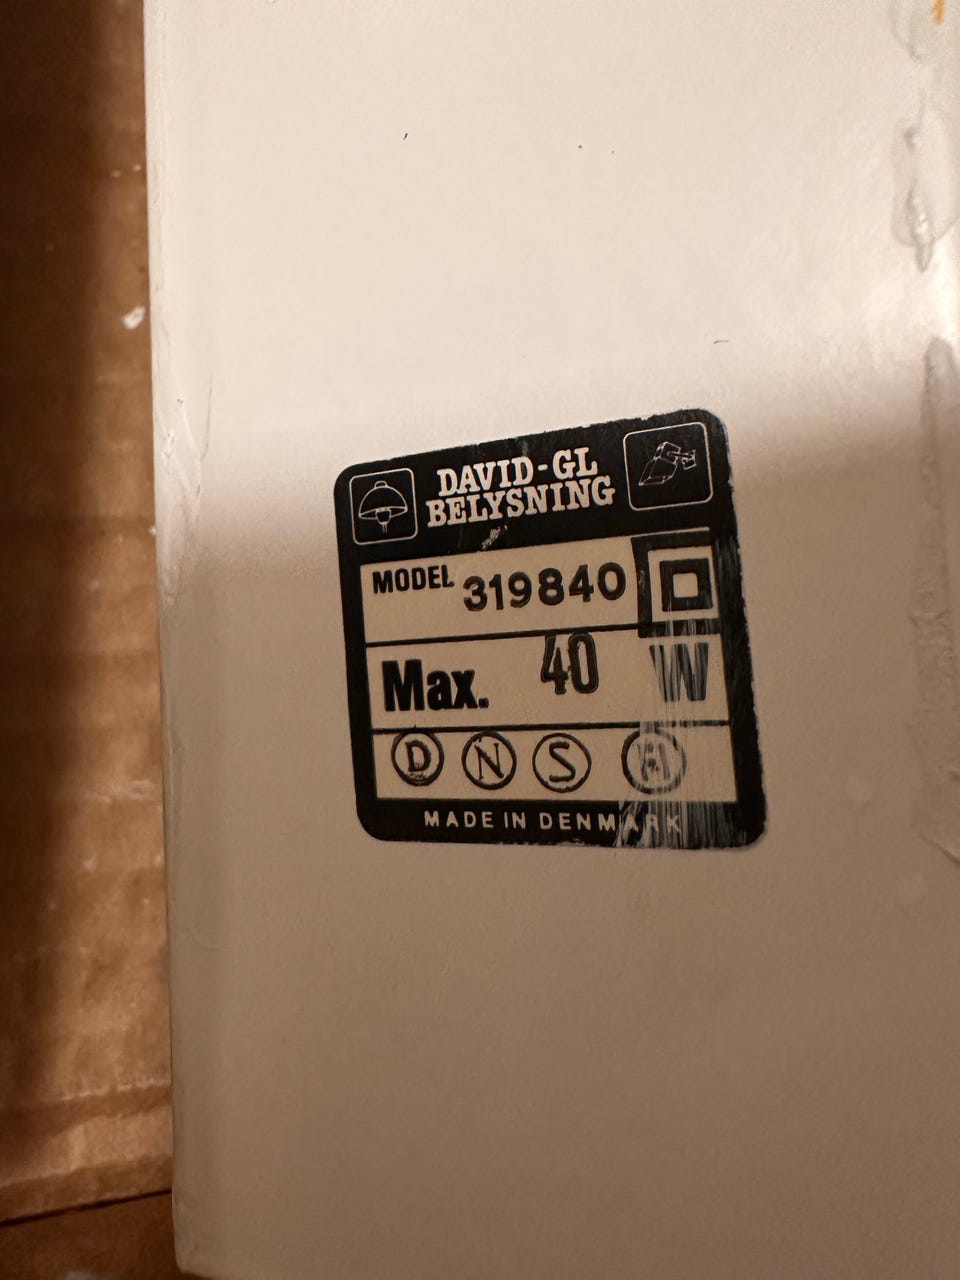 DAVID-GL
BELYSNING
MODEL 319840
Max. 40 W
D N S
MADE IN DENMARK